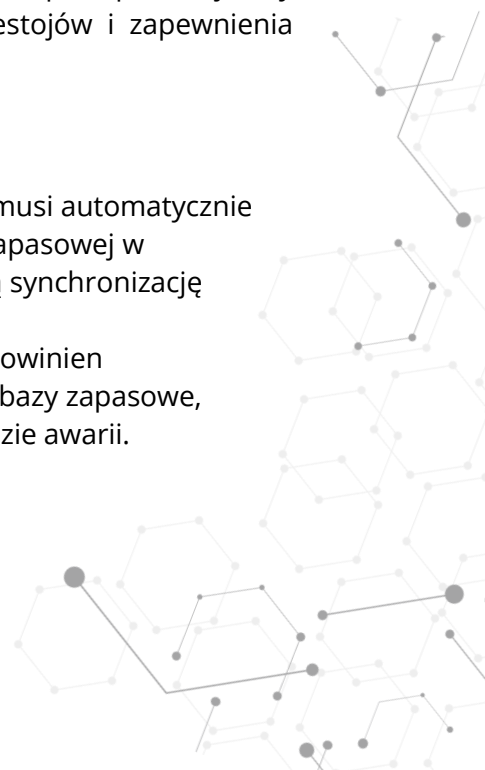 estojów i zapewnienia
musi automatycznie
apasowej w
synchronizację
owinien
bazy zapasowe,
zie awarii.